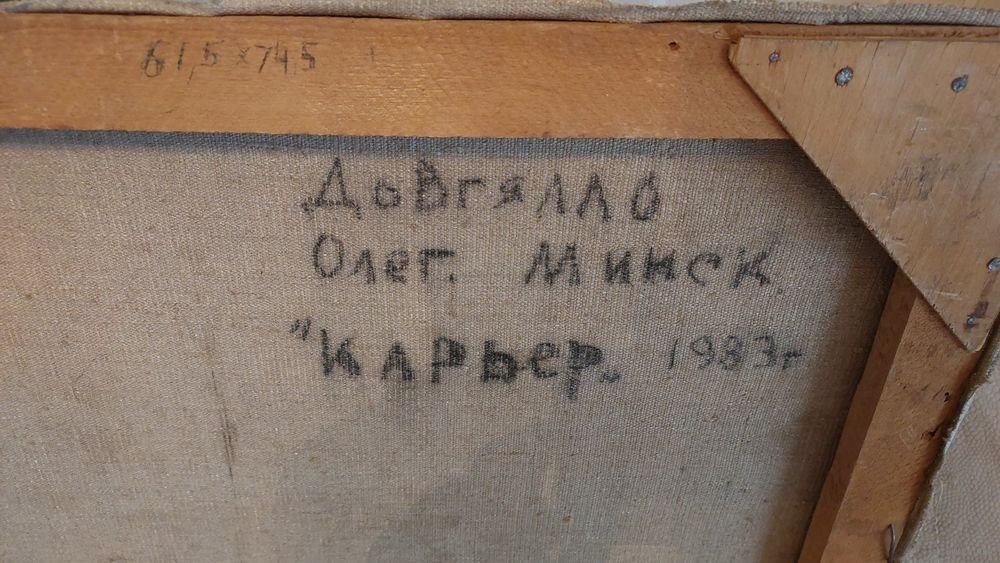 61,5 x 74,5
Довгялло
Олег. Минск
"Карьер„ 1983г